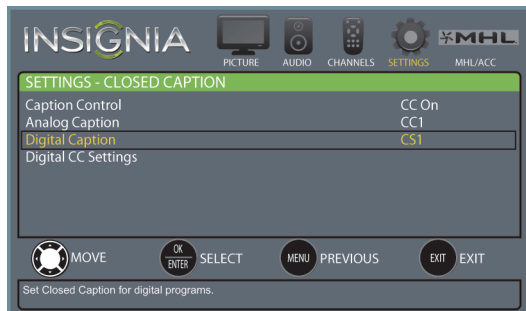 INSIGNIA
PICTURE AUDIO CHANNELS SETTINGS MHL MHL/ACC
SETTINGS - CLOSED CAPTION
Caption Control CC On
Analog Caption CC1
Digital Caption CS1
Digital CC Settings
MOVE OK ENTER SELECT MENU PREVIOUS EXIT EXIT
Set Closed Caption for digital programs.